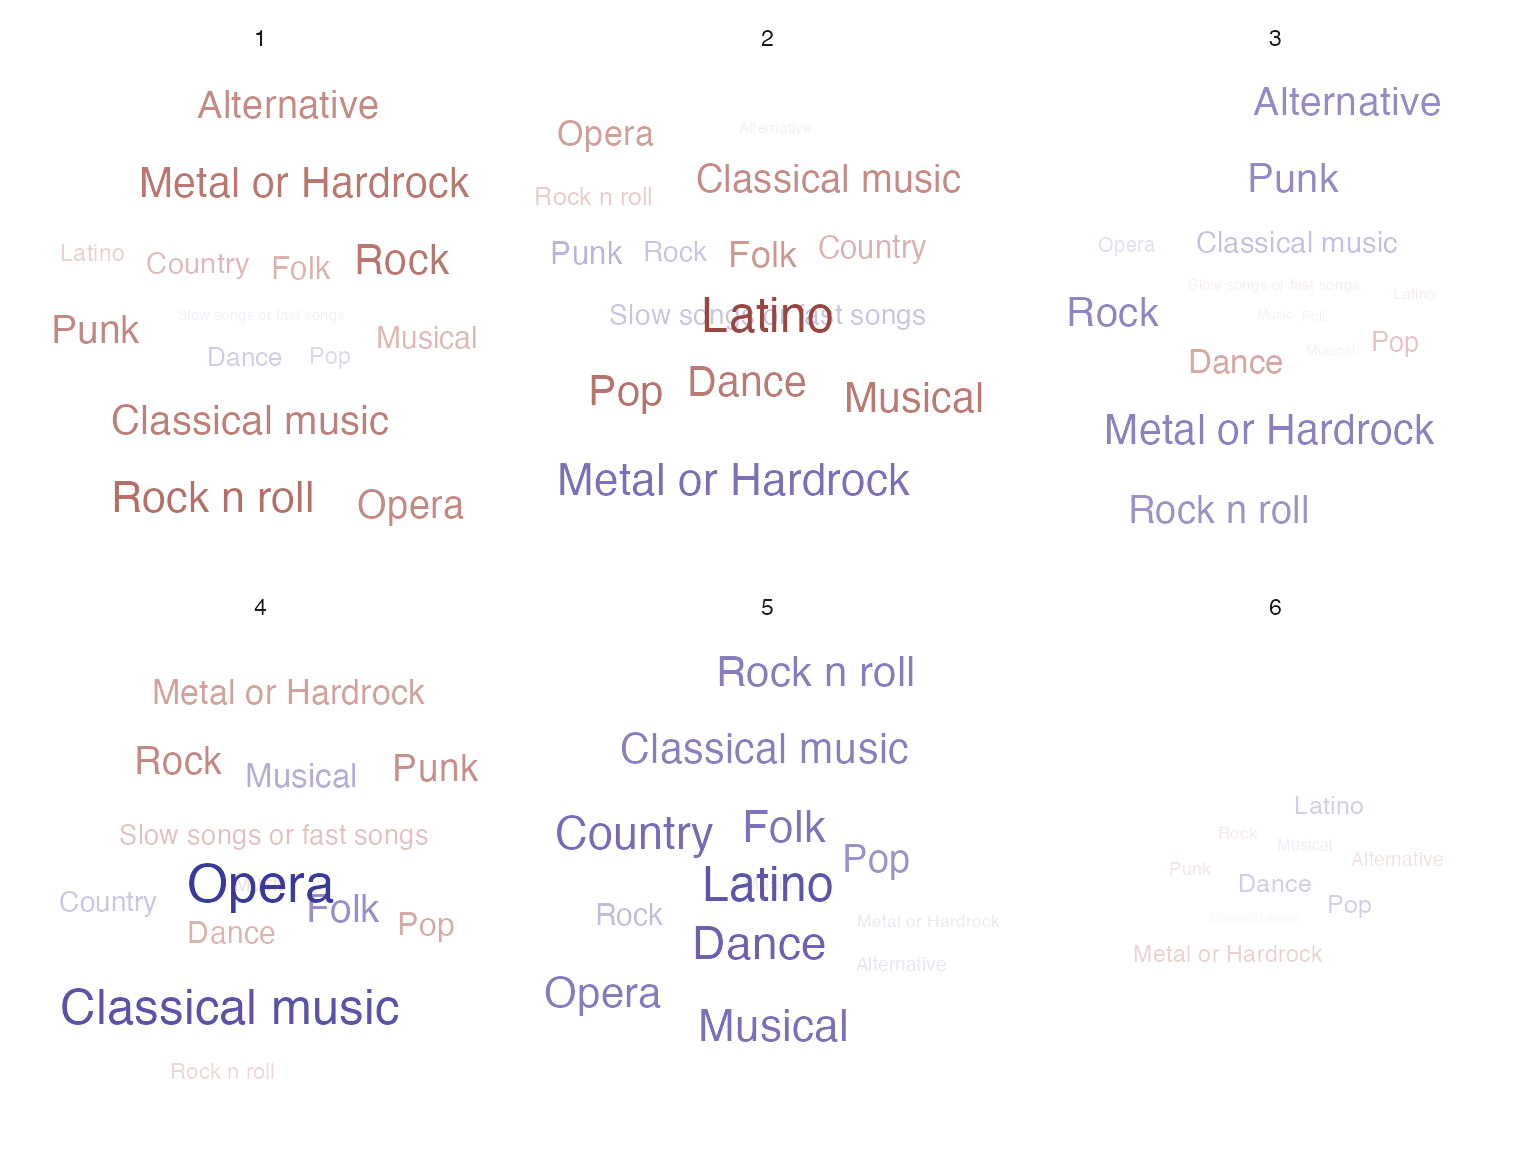 1
Alternative
Metal or Hardrock
Latino Country Folk Rock
Punk Slow songs or fast songs Musical
Dance Pop
Classical music
Rock n roll Opera
2
Opera Alternative
Classical music
Rock n roll
Punk Rock Folk Country
Slow songs or fast songs
Latino
Pop Dance Musical
Metal or Hardrock
3
Alternative
Punk
Opera Classical music
Slow songs or fast songs Latino
Rock Music Folk
Dance Musical Pop
Metal or Hardrock
Rock n roll
4
Metal or Hardrock
Rock Musical Punk
Slow songs or fast songs
Opera
Country Folk
Dance Pop
Classical music
Rock n roll
5
Rock n roll
Classical music
Country Folk
Pop
Latino
Rock Metal or Hardrock
Dance
Alternative
Opera
Musical
6
Latino
Rock Musical
Punk Alternative
Dance
Pop
Classical music
Metal or Hardrock